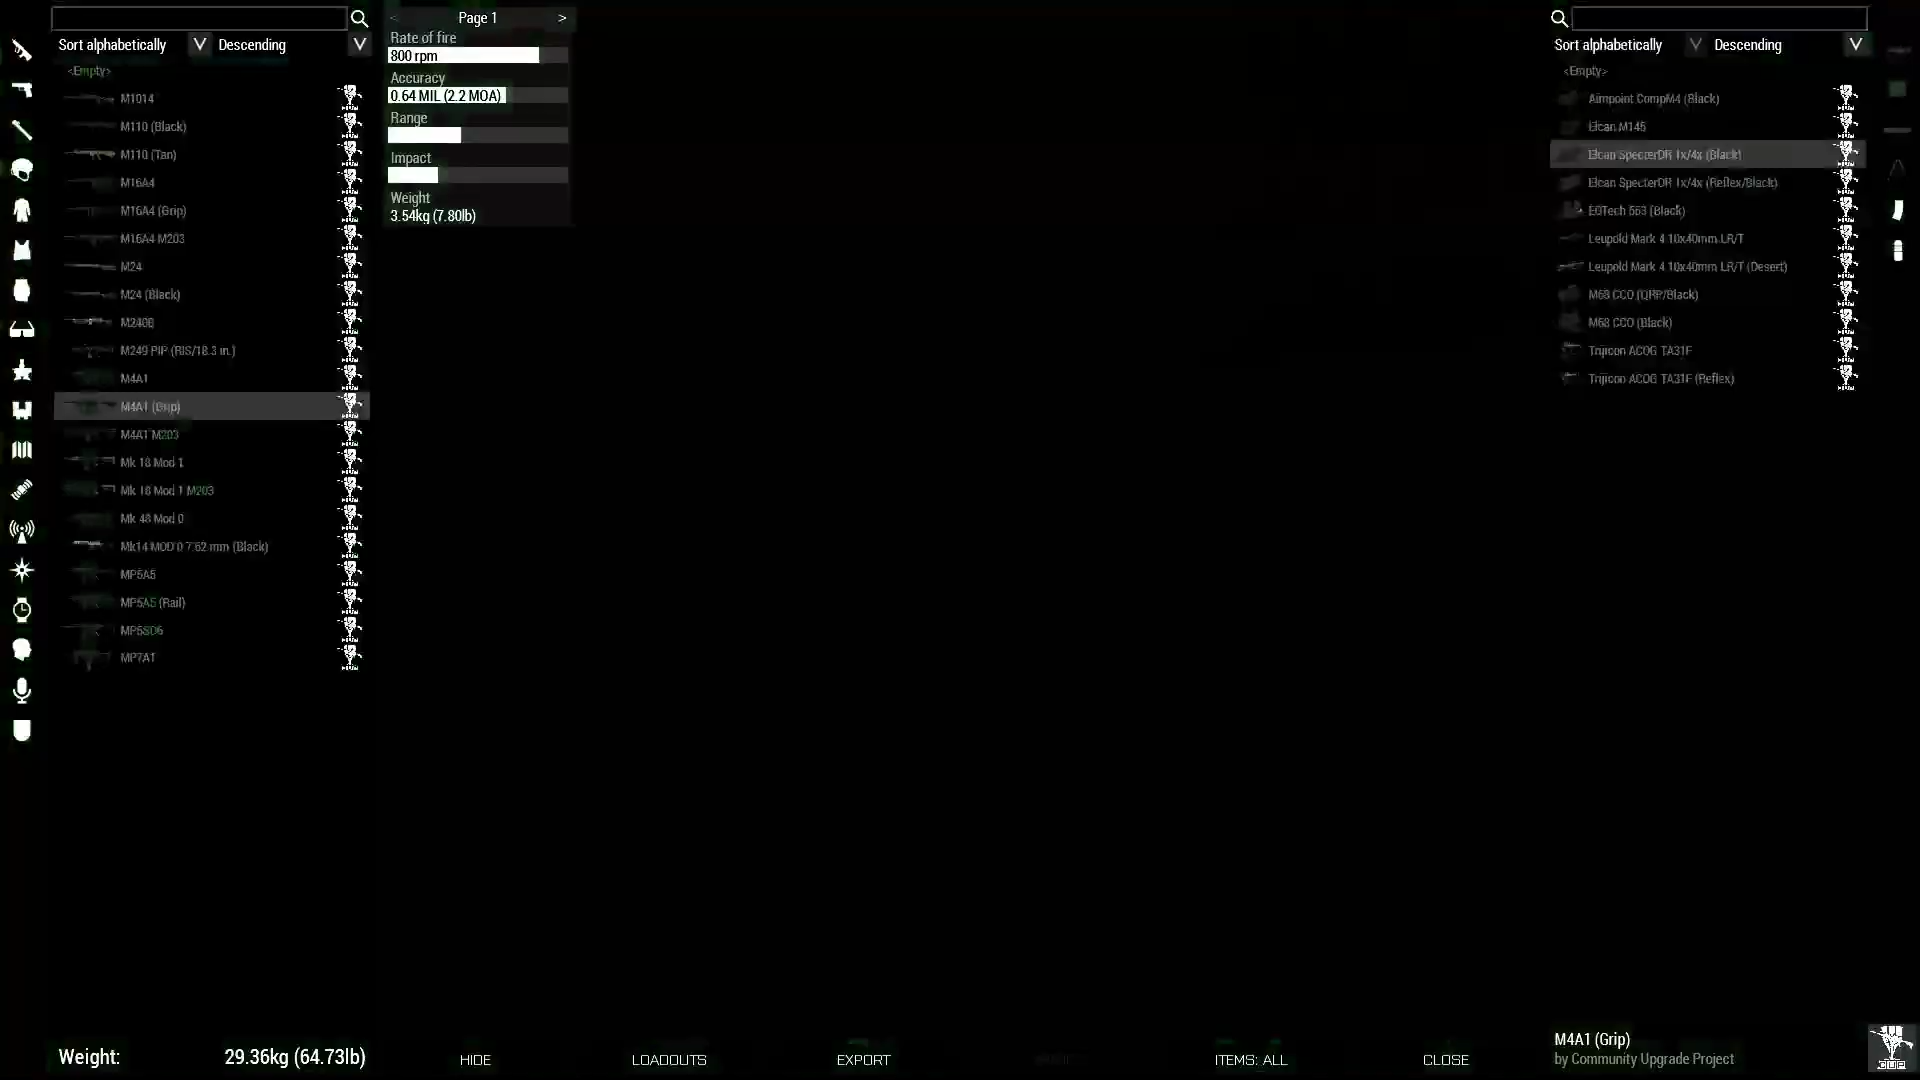 Sort alphabetically
Descending
<Empty>
M1014
M110 (Black)
M110 (Tan)
M16A4
M16A4 (Grip)
M16A4 M203
M24
M24 (Black)
M240B
M249 PIP (RIS/18.3 in.)
M4A1
M4A1 (Grip)
M4A1 M203
Mk 18 Mod 1
Mk 18 Mod 1 M203
Mk 48 Mod 0
Mk14 MOD 0 7.62 mm (Black)
MP5A5
MP5A5 (Rail)
MP5SD6
MP7A1
Weight: 29.36kg (64.73lb)
< Page 1 >
Rate of fire
800 rpm
Accuracy
0.64 MIL (2.2 MOA)
Range
Impact
Weight
3.54kg (7.80lb)
Sort alphabetically
Descending
<Empty>
Aimpoint CompM4 (Black)
Elcan M145
Elcan SpecterDR 1x/4x (Black)
Elcan SpecterDR 1x/4x (Reflex/Black)
EOTech 553 (Black)
Leupold Mark 4 10x40mm LR/T
Leupold Mark 4 10x40mm LR/T (Desert)
M68 CCO (QRP/Black)
M68 CCO (Black)
Trijicon ACOG TA31F
Trijicon ACOG TA31F (Reflex)
HIDE
LOADOUTS
EXPORT
ITEMS: ALL
CLOSE
M4A1 (Grip)
by Community Upgrade Project
CUP